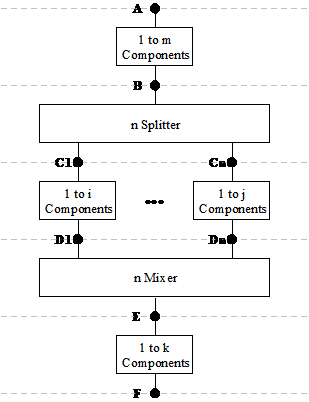 A
1 to m
Components
B
n Splitter
C1 Cn
1 to i
Components
1 to j
Components
D1 Dn
n Mixer
E
1 to k
Components
F